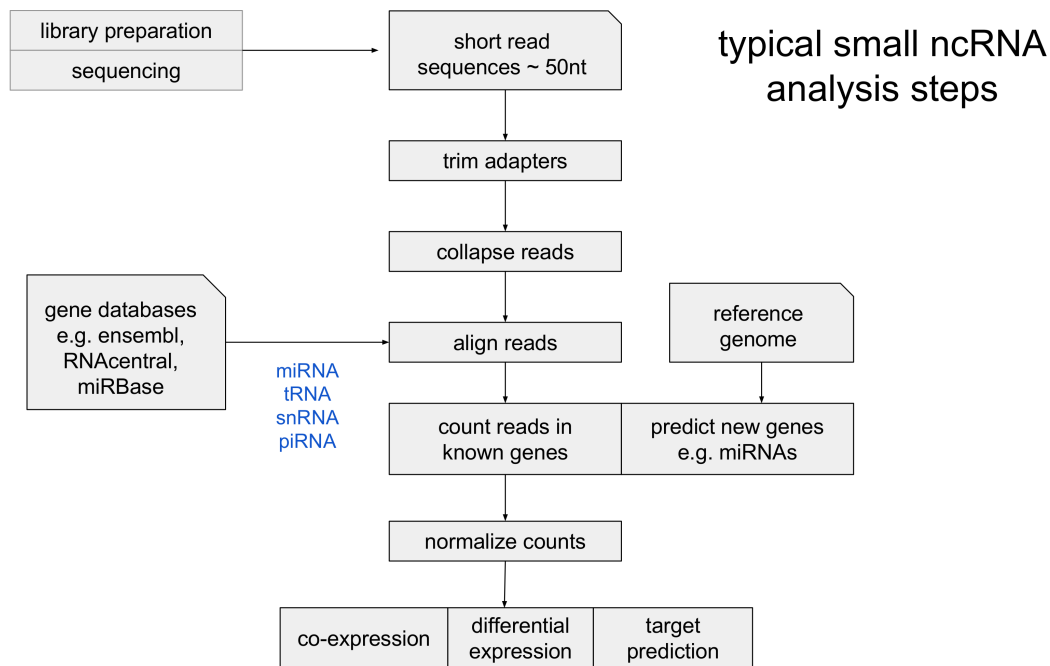 library preparation
sequencing
short read
sequences ~ 50nt
typical small ncRNA
analysis steps
trim adapters
collapse reads
gene databases
e.g. ensembl,
RNAcentral,
miRBase
miRNA
tRNA
snRNA
piRNA
align reads
reference
genome
count reads in
known genes
predict new genes
e.g. miRNAs
normalize counts
co-expression
differential
expression
target
prediction